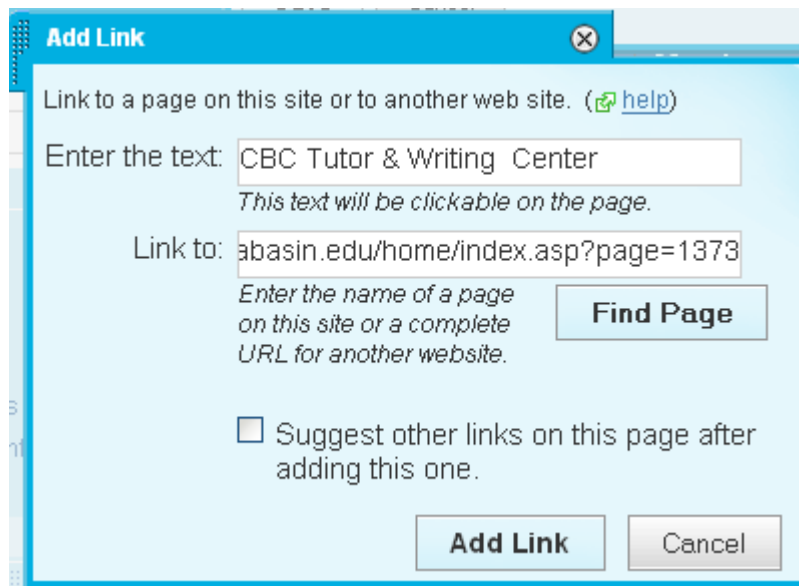 Add Link
Link to a page on this site or to another web site. (help)
Enter the text: CBC Tutor & Writing Center
This text will be clickable on the page.
Link to: abasin.edu/home/index.asp?page=1373
Enter the name of a page
on this site or a complete
URL for another website.
Find Page
Suggest other links on this page after
adding this one.
Add Link
Cancel